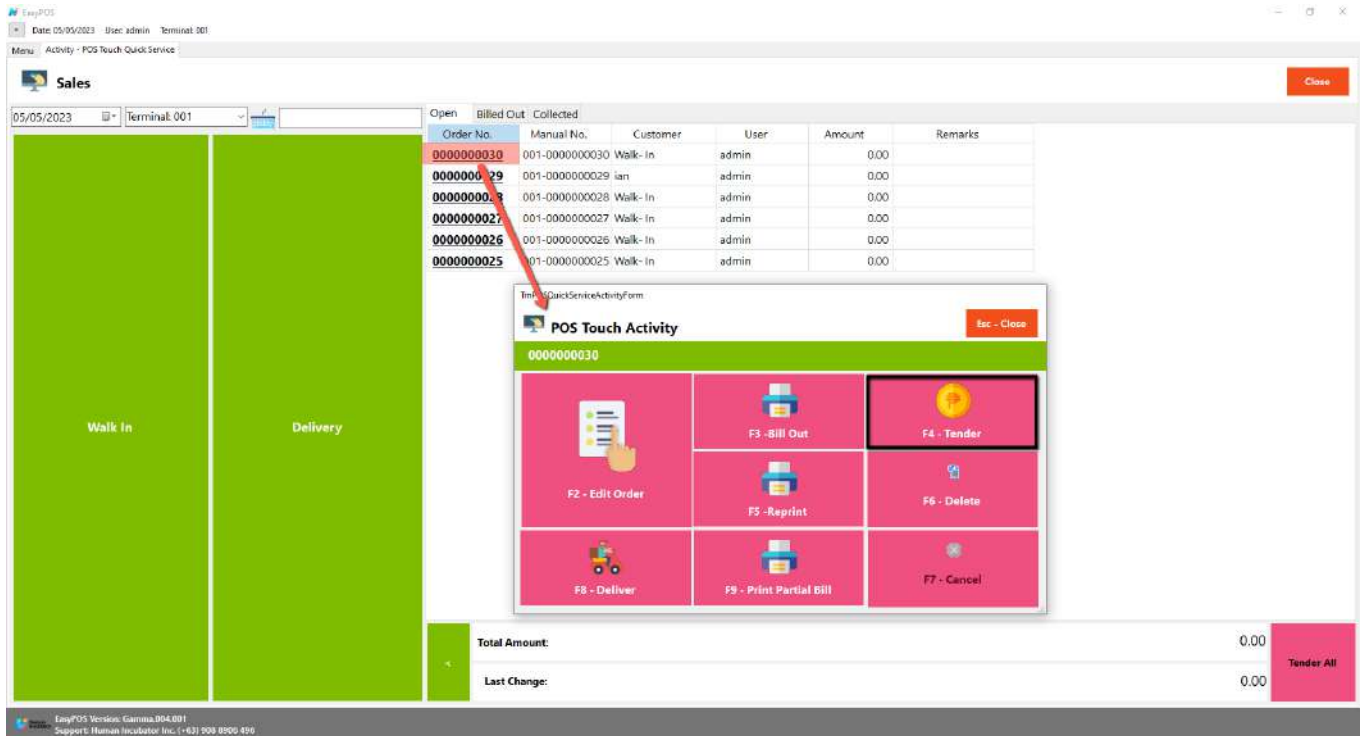 EasyPOS
Date: 05/05/2023 User: admin Terminal: 001
Menu Activity - POS Touch Quick Service
Sales
Close
05/05/2023 Terminal: 001
Open Billed Out Collected
Order No. Manual No. Customer User Amount Remarks
0000000030 001-0000000030 Walk- In admin 0.00
0000000029 001-0000000029 ian admin 0.00
0000000028 001-0000000028 Walk- In admin 0.00
0000000027 001-0000000027 Walk- In admin 0.00
0000000026 001-0000000026 Walk- In admin 0.00
0000000025 001-0000000025 Walk- In admin 0.00
Walk In
Delivery
POS Touch Activity
Esc - Close
0000000030
F2 - Edit Order
F3 -Bill Out
F4 - Tender
F5 -Reprint
F6 - Delete
F8 - Deliver
F9 - Print Partial Bill
F7 - Cancel
<
Total Amount: 0.00
Last Change: 0.00
Tender All
EasyPOS Version: Gamma.004.001
Support: Human Incubator Inc. (+63) 908 8906 496